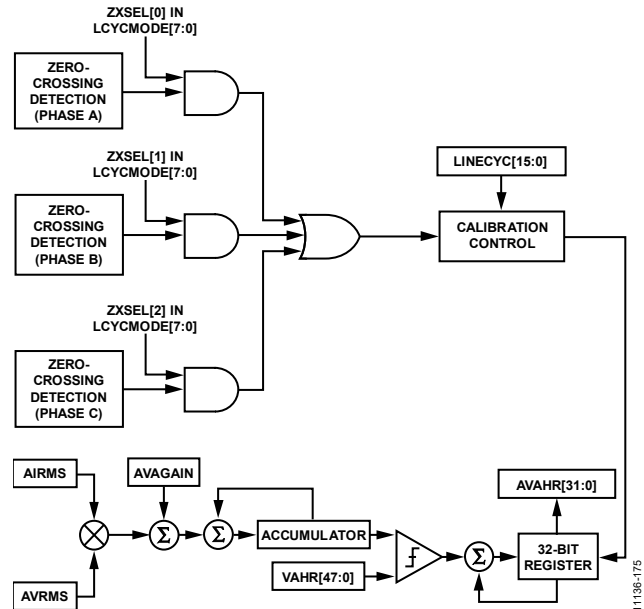 ZXSEL[0] IN
LCYCMODE[7:0]
ZERO-
CROSSING
DETECTION
(PHASE A)
ZXSEL[1] IN
LCYCMODE[7:0]
ZERO-
CROSSING
DETECTION
(PHASE B)
LINECYC[15:0]
CALIBRATION
CONTROL
ZXSEL[2] IN
LCYCMODE[7:0]
ZERO-
CROSSING
DETECTION
(PHASE C)
AIRMS
AVAGAIN
AVAHR[31:0]
Σ
Σ
ACCUMULATOR
Σ
32-BIT
REGISTER
AVRMS
VAHR[47:0]
11136-175